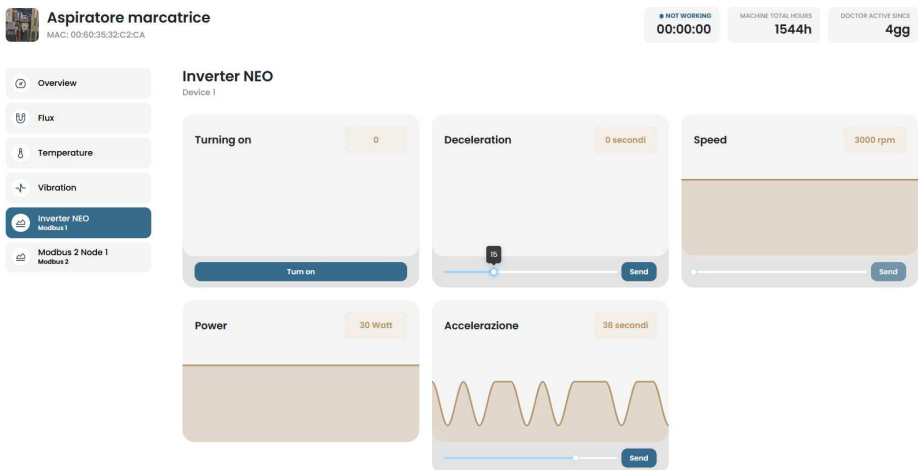 Aspiratore marcatrice
MAC: 00:60:35:32:C2:CA
NOT WORKING
00:00:00
MACHINE TOTAL HOURS
1544h
DOCTOR ACTIVE SINCE
4gg
Overview
Flux
Temperature
Vibration
Inverter NEO
Modbus 1
Modbus 2 Node 1
Modbus 2
Inverter NEO
Device 1
Turning on
0
Turn on
Deceleration
0 secondi
15
Send
Speed
3000 rpm
Send
Power
30 Watt
Accelerazione
38 secondi
Send